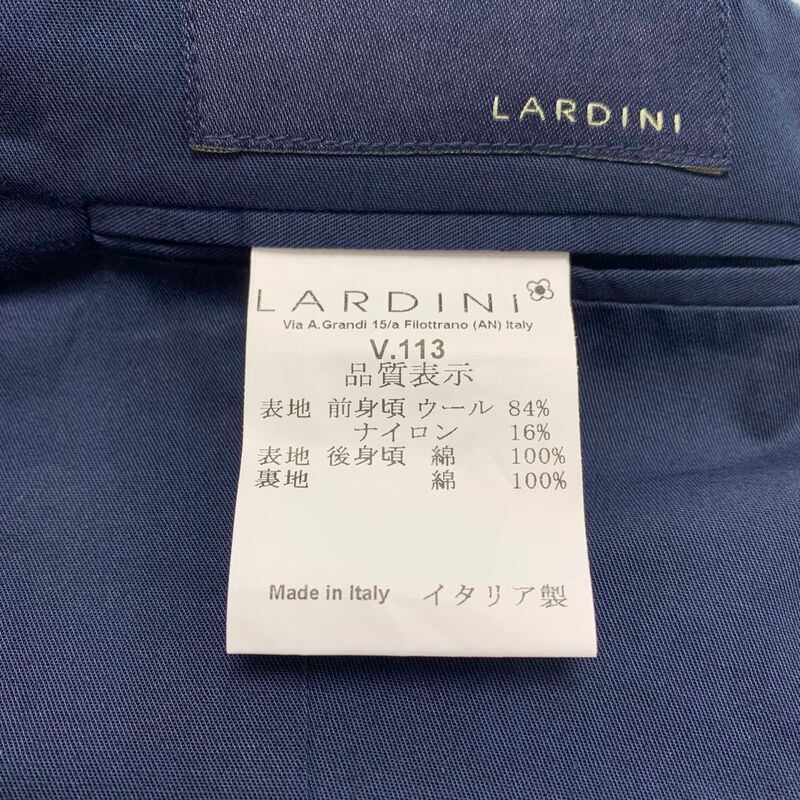 LARDINI
LARDINI
Via A.Grandi 15/a Filottrano (AN) Italy
V.113
品質表示
表地 前身頃 ウール 84%
ナイロン 16%
表地 後身頃 綿 100%
裏地 綿 100%
Made in Italy イタリア製